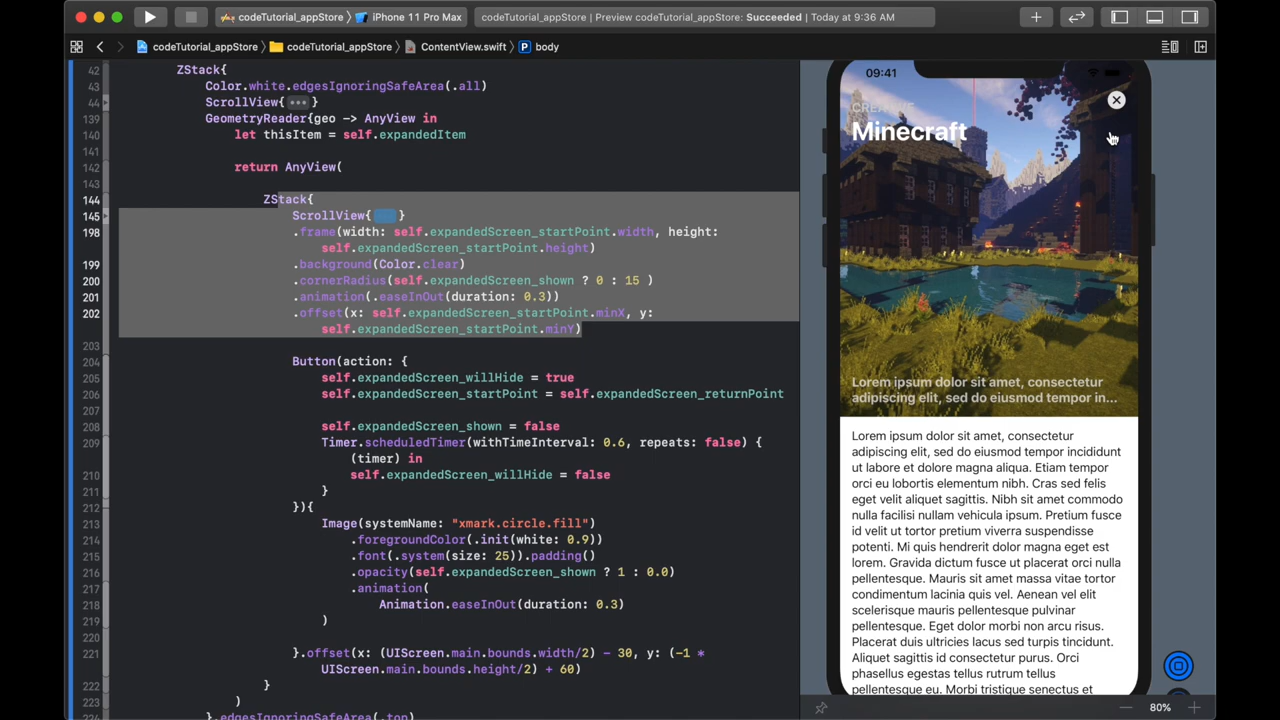 codeTutorial_appStore iPhone 11 Pro Max
codeTutorial_appStore | Preview codeTutorial_appStore: Succeeded | Today at 9:36 AM
codeTutorial_appStore codeTutorial_appStore ContentView.swift P body
42 ZStack{
43 Color.white.edgesIgnoringSafeArea(.all)
44 ScrollView{ ••• }
139 GeometryReader{geo -> AnyView in
140 let thisItem = self.expandedItem
141
142 return AnyView(
143
144 ZStack{
145 ScrollView{ ••• }
198 .frame(width: self.expandedScreen_startPoint.width, height:
self.expandedScreen_startPoint.height)
199 .background(Color.clear)
200 .cornerRadius(self.expandedScreen_shown ? 0 : 15 )
201 .animation(.easeInOut(duration: 0.3))
202 .offset(x: self.expandedScreen_startPoint.minX, y:
self.expandedScreen_startPoint.minY)
203
204 Button(action: {
205 self.expandedScreen_willHide = true
206 self.expandedScreen_startPoint = self.expandedScreen_returnPoint
207
208 self.expandedScreen_shown = false
209 Timer.scheduledTimer(withTimeInterval: 0.6, repeats: false) {
(timer) in
210 self.expandedScreen_willHide = false
211 }
212 }){
213 Image(systemName: "xmark.circle.fill")
214 .foregroundColor(.init(white: 0.9))
215 .font(.system(size: 25)).padding()
216 .opacity(self.expandedScreen_shown ? 1 : 0.0)
217 .animation(
218 Animation.easeInOut(duration: 0.3)
219 )
220
221 }.offset(x: (UIScreen.main.bounds.width/2) - 30, y: (-1 *
UIScreen.main.bounds.height/2) + 60)
222 }
223 )
224 }.edgesIgnoringSafeArea(.top)
09:41
CREATIVE
Minecraft
Lorem ipsum dolor sit amet, consectetur
adipiscing elit, sed do eiusmod tempor in...
Lorem ipsum dolor sit amet, consectetur
adipiscing elit, sed do eiusmod tempor incididunt
ut labore et dolore magna aliqua. Etiam tempor
orci eu lobortis elementum nibh. Cras sed felis
eget velit aliquet sagittis. Nibh sit amet commodo
nulla facilisi nullam vehicula ipsum. Pretium fusce
id velit ut tortor pretium viverra suspendisse
potenti. Mi quis hendrerit dolor magna eget est
lorem. Gravida dictum fusce ut placerat orci nulla
pellentesque. Mauris sit amet massa vitae tortor
condimentum lacinia quis vel. Aenean vel elit
scelerisque mauris pellentesque pulvinar
pellentesque. Eget dolor morbi non arcu risus.
Placerat duis ultricies lacus sed turpis tincidunt.
Aliquet sagittis id consectetur purus. Orci
phasellus egestas tellus rutrum tellus
pellentesque eu. Morbi tristique senectus et
80%